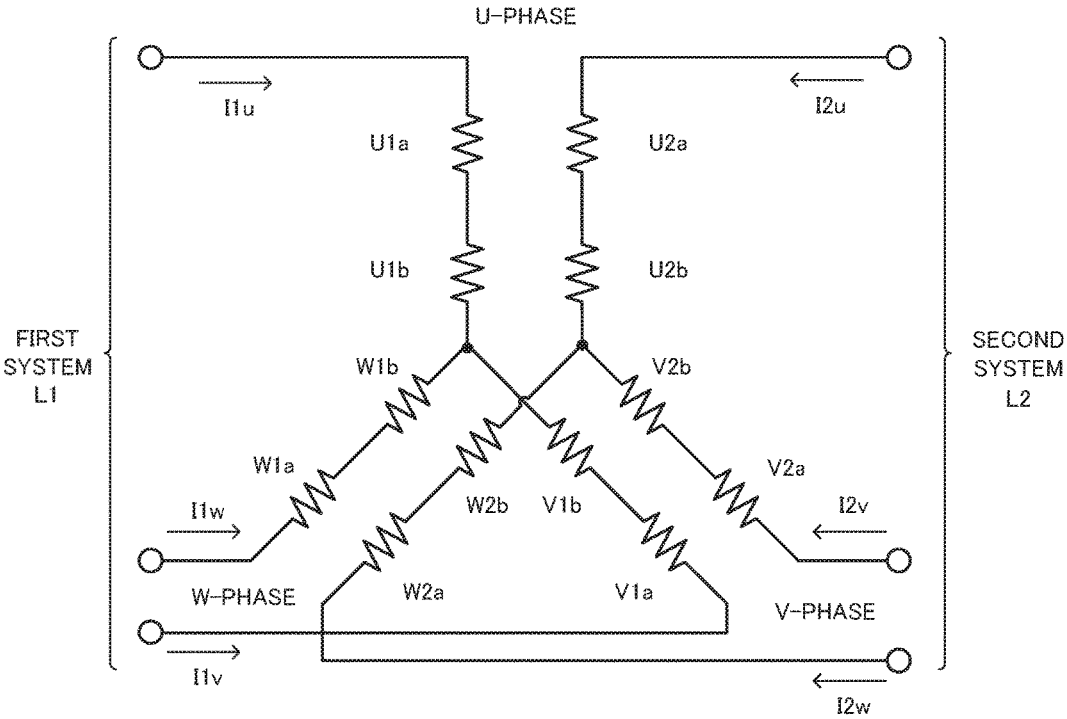 U-PHASE
I1u
I2u
U1a
U2a
U1b
U2b
FIRST
SYSTEM
L1
SECOND
SYSTEM
L2
W1b
V2b
W1a
V2a
W2b
V1b
I1w
I2v
W-PHASE
W2a
V1a
V-PHASE
I1v
I2w